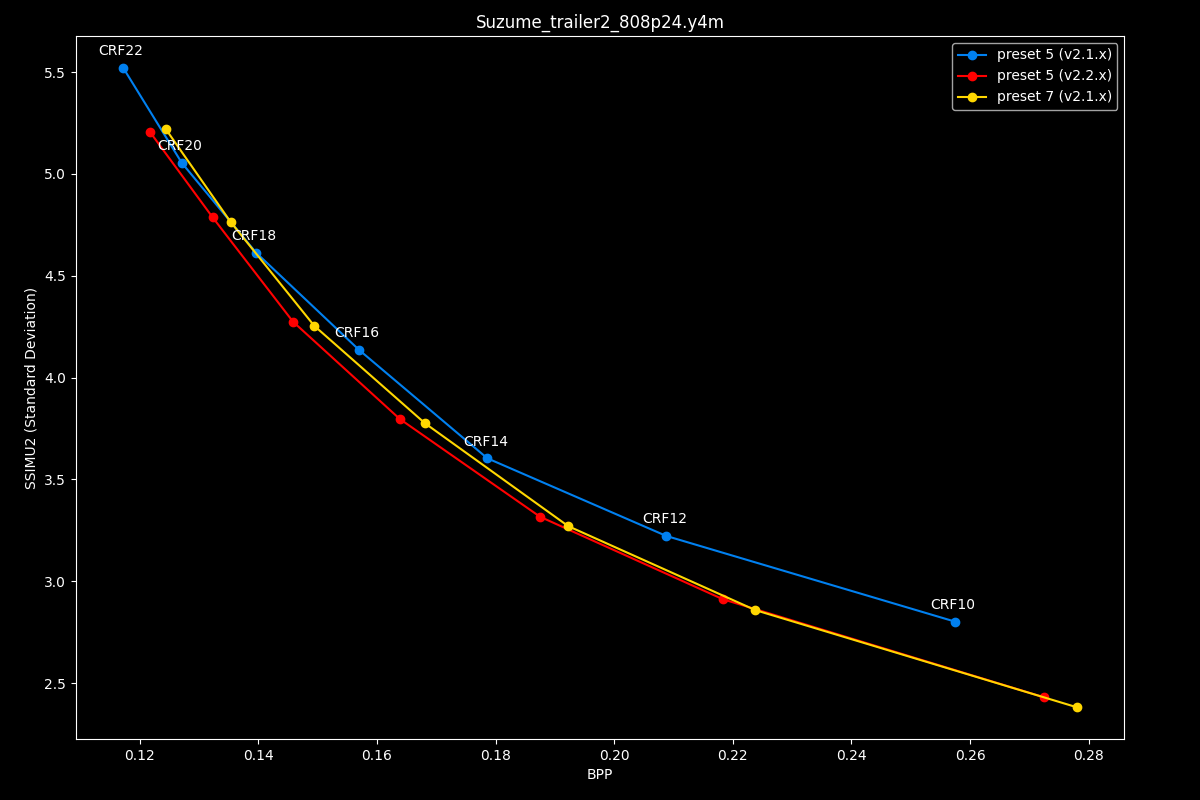 Suzume_trailer2_808p24.y4m
preset 5 (v2.1.x)
preset 5 (v2.2.x)
preset 7 (v2.1.x)
CRF22
CRF20
CRF18
CRF16
CRF14
CRF12
CRF10
SSIMU2 (Standard Deviation)
5.5
5.0
4.5
4.0
3.5
3.0
2.5
0.12 0.14 0.16 0.18 0.20 0.22 0.24 0.26 0.28
BPP